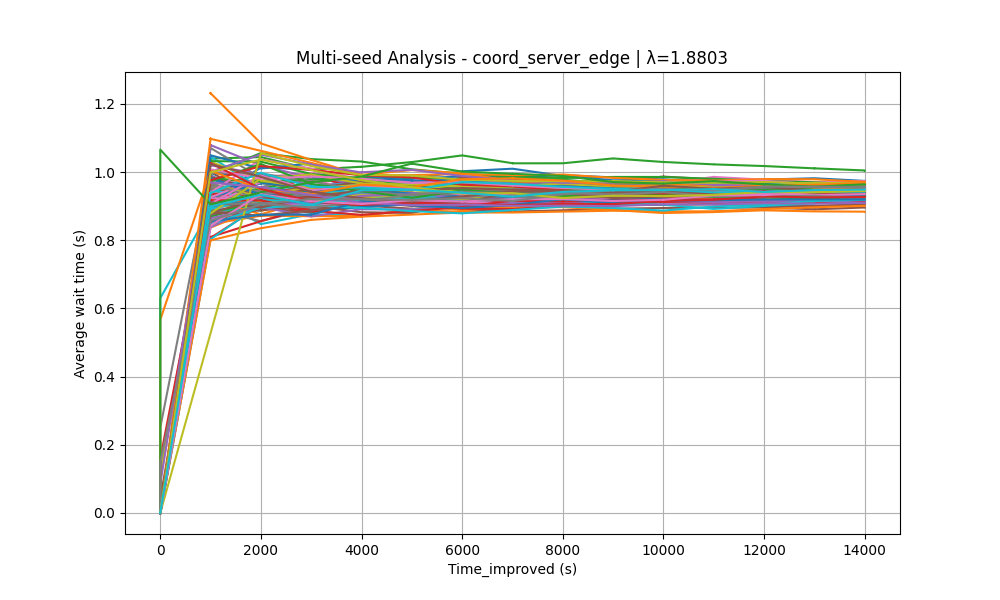 Multi-seed Analysis - coord_server_edge | λ=1.8803
1.2
1.0
0.8
0.6
0.4
0.2
0.0
Average wait time (s)
0 2000 4000 6000 8000 10000 12000 14000
Time_improved (s)